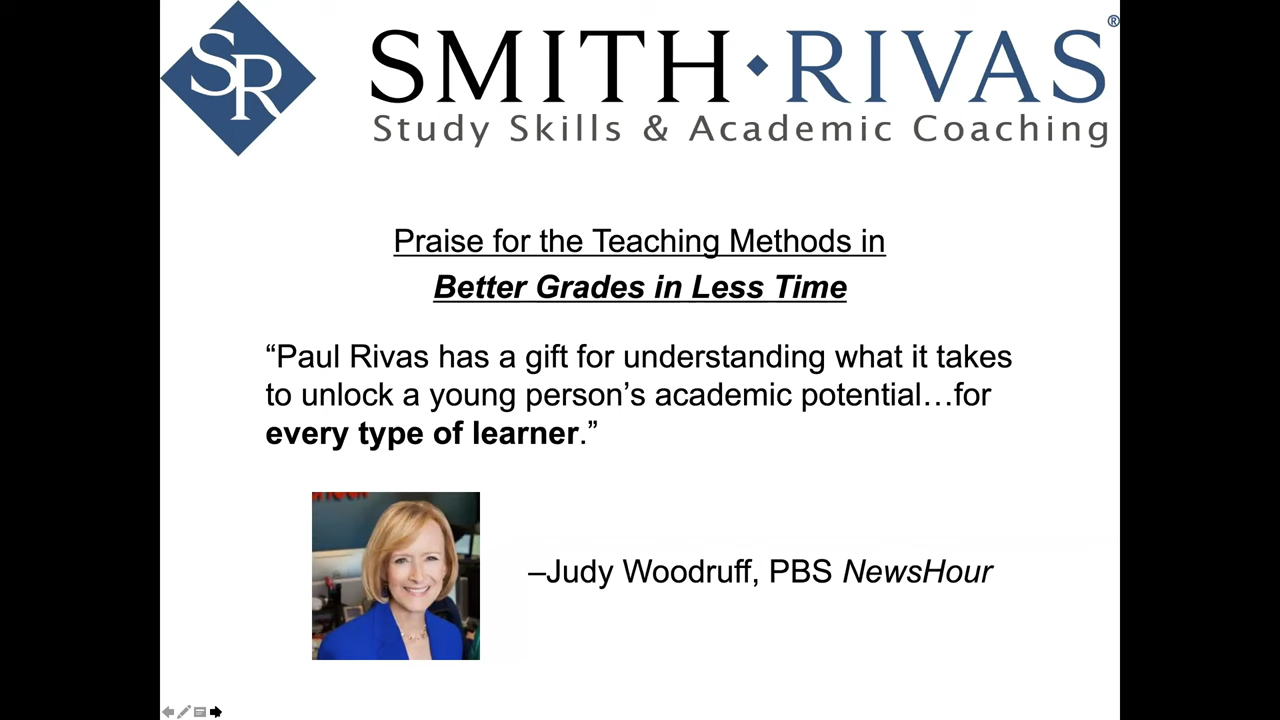 SR
SMITH RIVAS®
Study Skills & Academic Coaching
Praise for the Teaching Methods in
Better Grades in Less Time
“Paul Rivas has a gift for understanding what it takes
to unlock a young person’s academic potential…for
every type of learner.”
–Judy Woodruff, PBS NewsHour